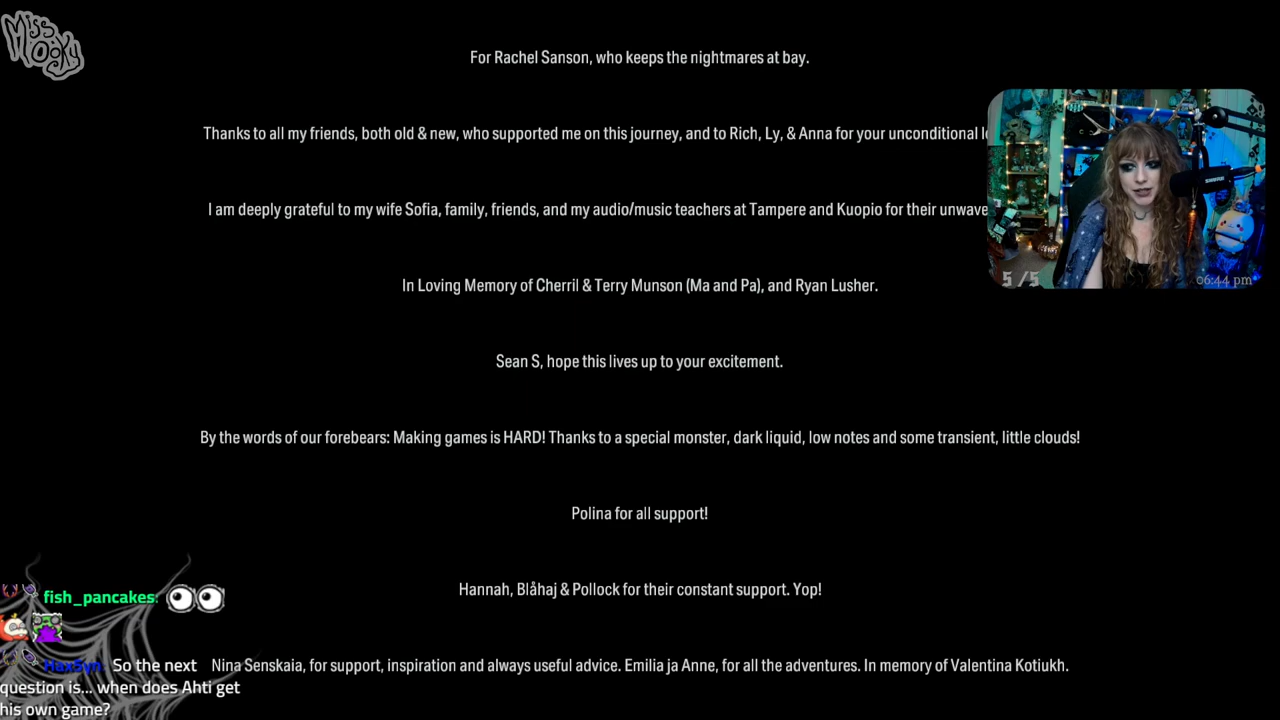 Miss Mooky
For Rachel Sanson, who keeps the nightmares at bay.
Thanks to all my friends, both old & new, who supported me on this journey, and to Rich, Ly, & Anna for your unconditional
I am deeply grateful to my wife Sofia, family, friends, and my audio/music teachers at Tampere and Kuopio for their
In Loving Memory of Cherril & Terry Munson (Ma and Pa), and Ryan Lusher.
5/5
06:44 pm
Sean S, hope this lives up to your excitement.
By the words of our forebears: Making games is HARD! Thanks to a special monster, dark liquid, low notes and some transient, little clouds!
Polina for all support!
Hannah, Blåhaj & Pollock for their constant support. Yop!
Nina Senskaia, for support, inspiration and always useful advice. Emilia ja Anne, for all the adventures. In memory of Valentina Kotiukh.
fish_pancakes:
HaxSyn So the next
question is... when does Ahti get
his own game?